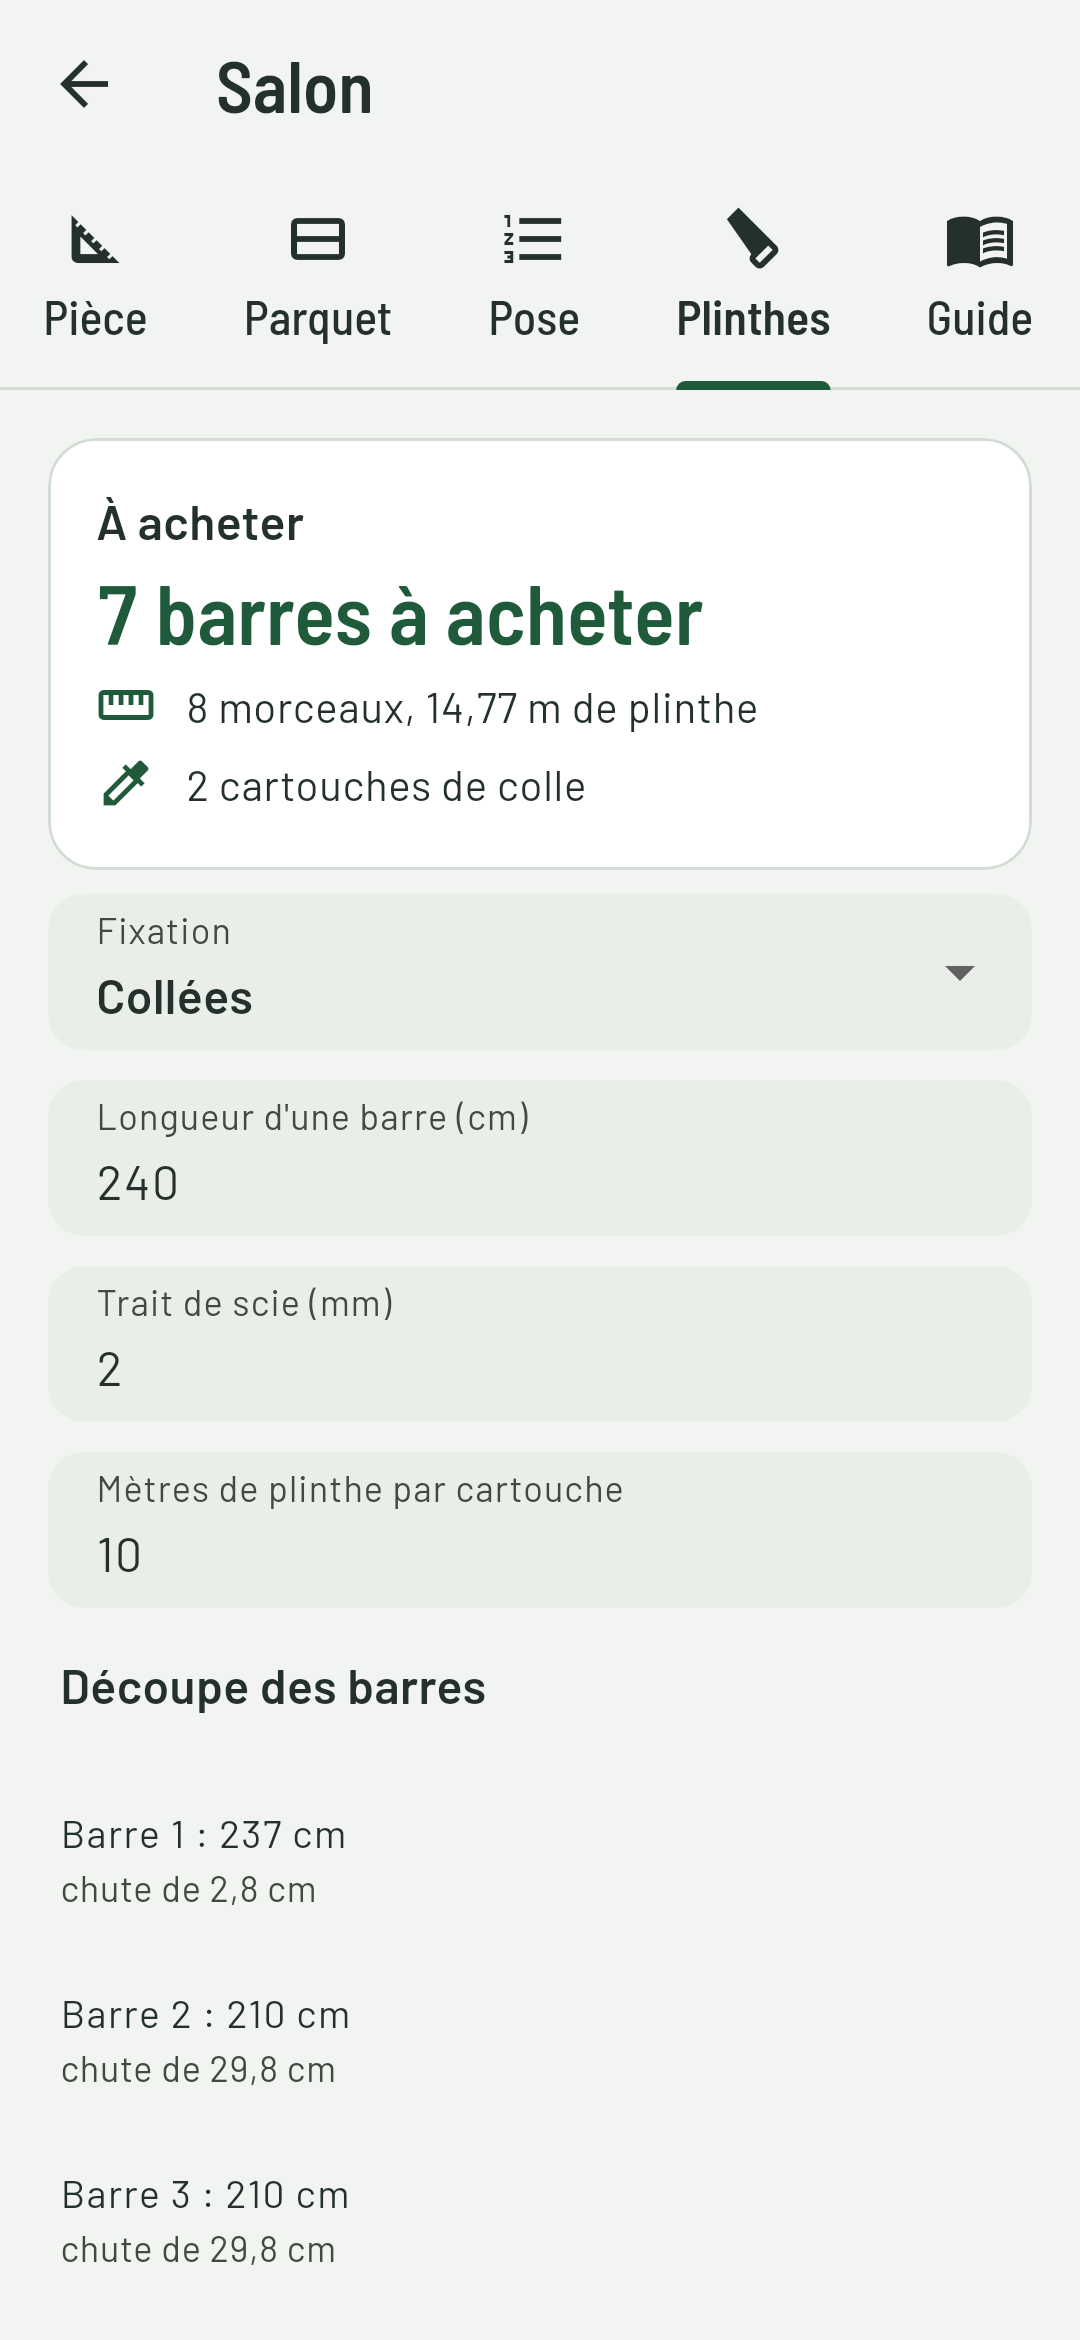 Salon
Pièce
Parquet
Pose
Plinthes
Guide
À acheter
7 barres à acheter
8 morceaux, 14,77 m de plinthe
2 cartouches de colle
Fixation
Collées
Longueur d'une barre (cm)
240
Trait de scie (mm)
2
Mètres de plinthe par cartouche
10
Découpe des barres
Barre 1 : 237 cm
chute de 2,8 cm
Barre 2 : 210 cm
chute de 29,8 cm
Barre 3 : 210 cm
chute de 29,8 cm